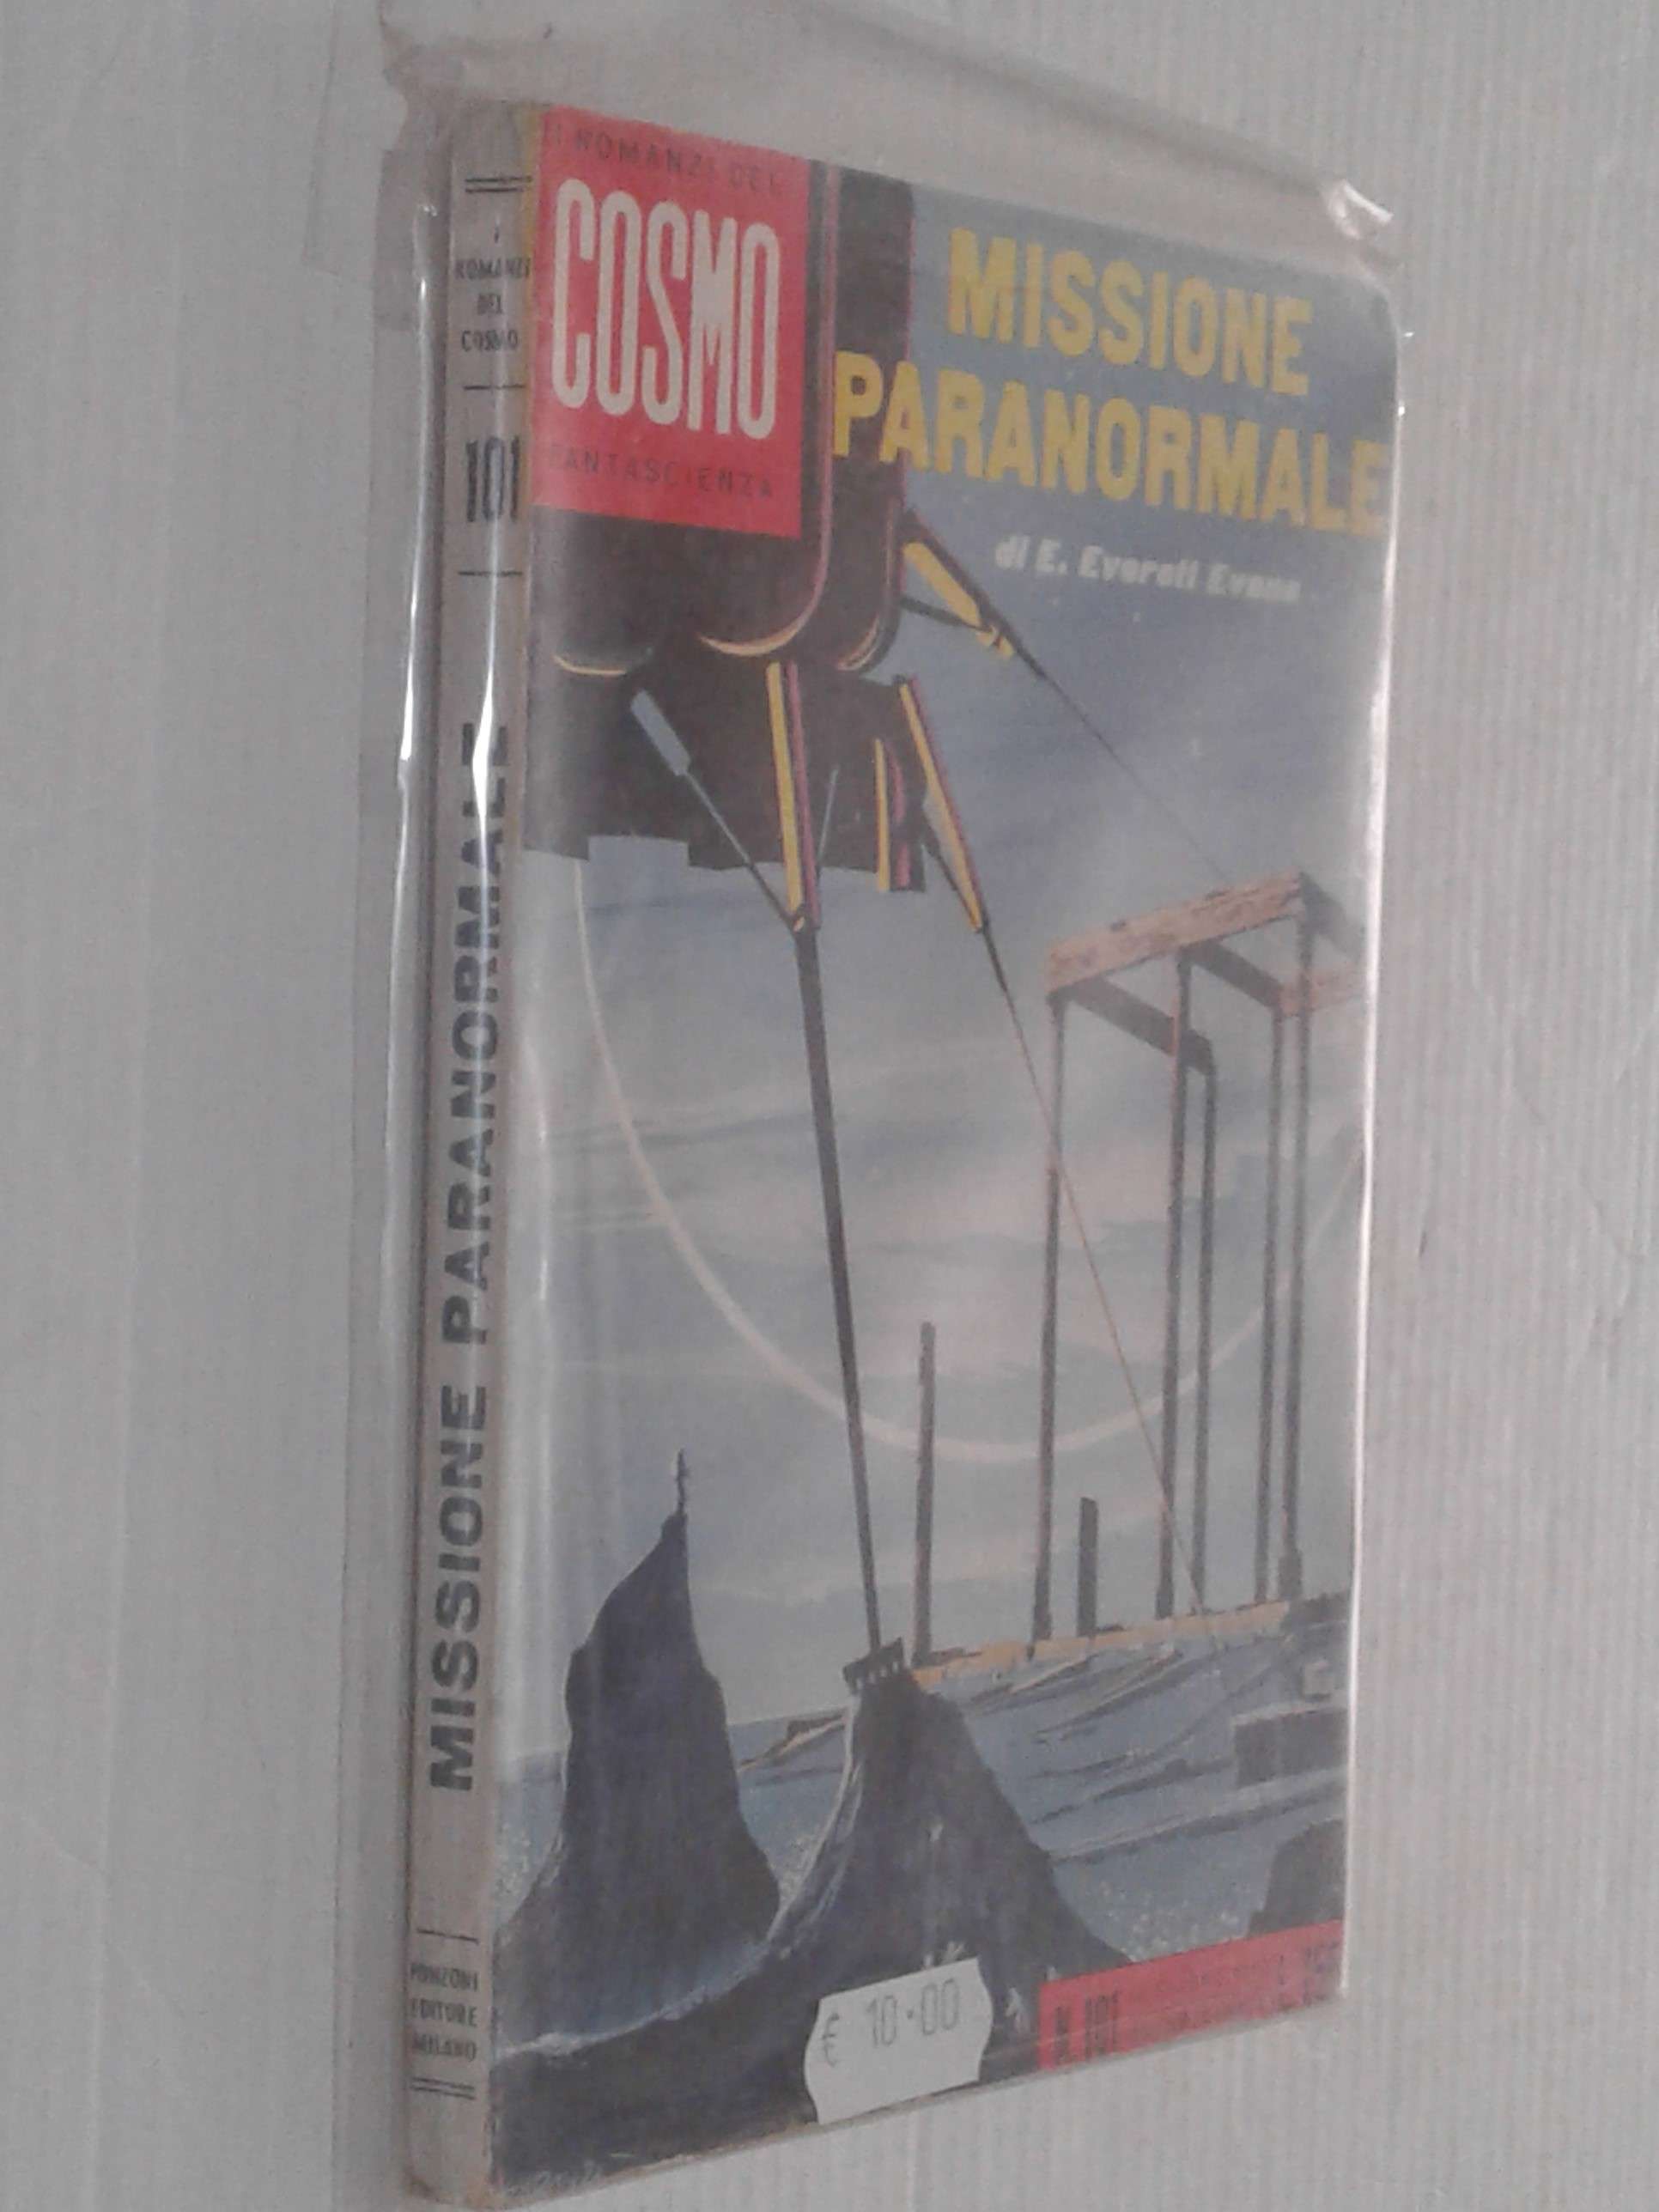 I ROMANZI DEL
COSMO
FANTASCIENZA
MISSIONE
PARANORMALE
di E. Everett Evans
I
ROMANZI
DEL
COSMO
101
MISSIONE PARANORMALE
PONZONI
EDITORE
MILANO
€ 10.00
N. 101